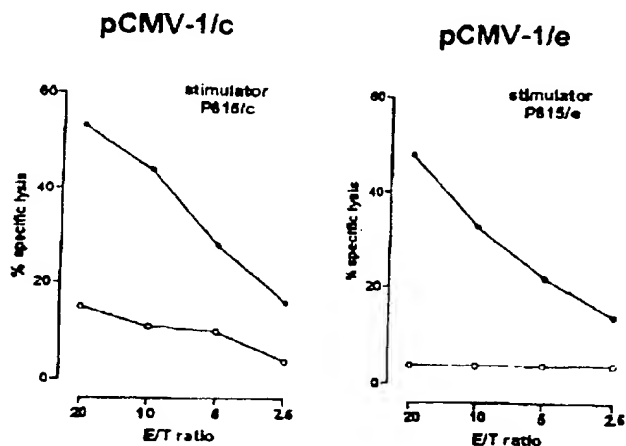 pCMV-1/c
stimulator
P815/c
60
40
20
0
% specific lysis
20 10 5 2.5
E/T ratio
pCMV-1/e
stimulator
P815/e
60
40
20
0
% specific lysis
20 10 5 2.5
E/T ratio